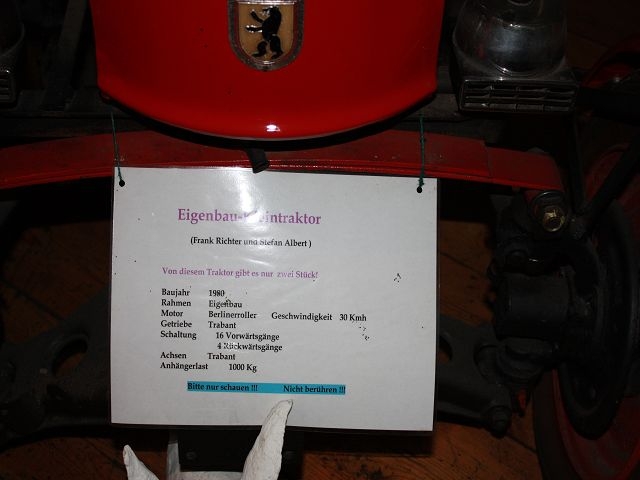 Eigenbau-Kleintraktor
(Frank Richter und Stefan Albert )
Von diesem Traktor gibt es nur zwei Stück!
Baujahr 1980
Rahmen Eigenbau
Motor Berlinerroller Geschwindigkeit 30 Kmh
Getriebe Trabant
Schaltung 16 Vorwärtsgänge
4 Rückwärtsgänge
Achsen Trabant
Anhängerlast 1000 Kg
Bitte nur schauen !!! Nicht berühren !!!